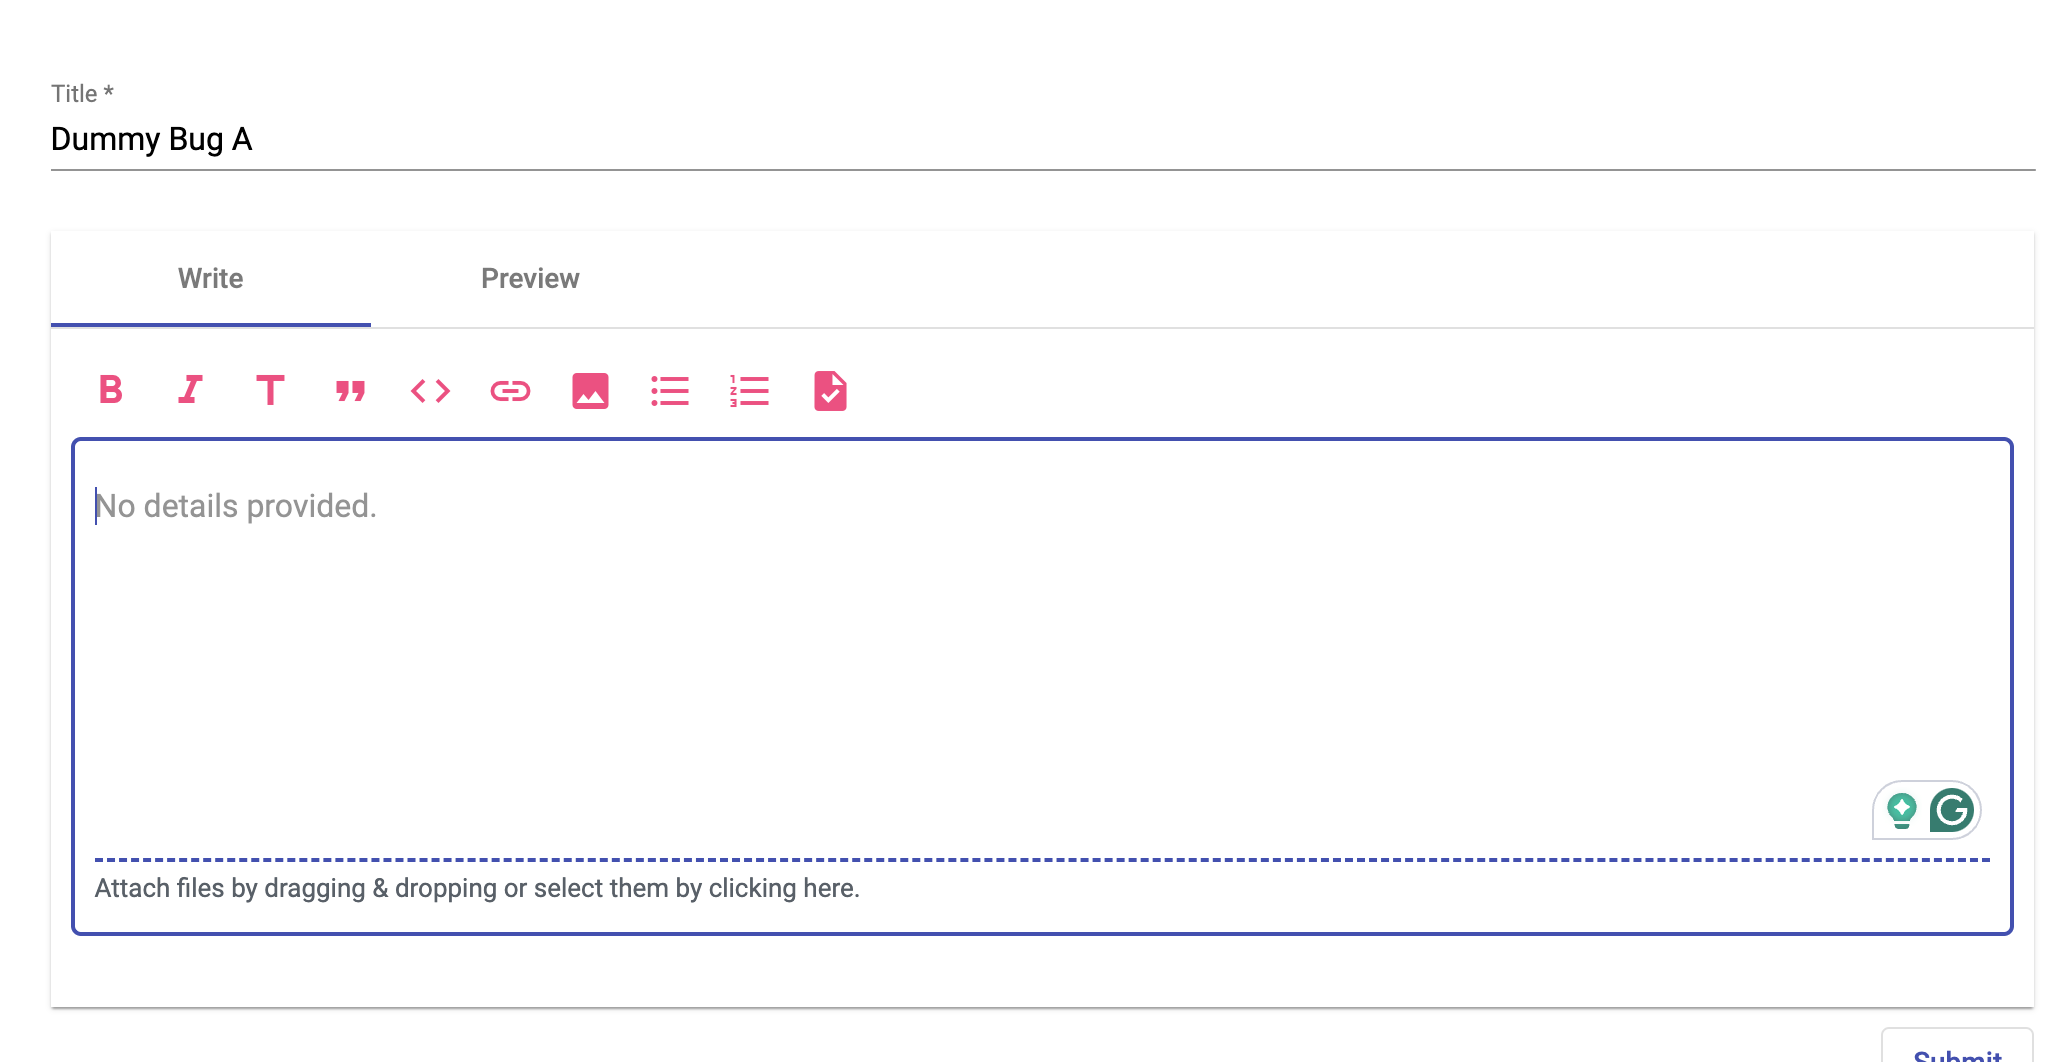 Title *
Dummy Bug A
Write Preview
B I T
No details provided.
Attach files by dragging & dropping or select them by clicking here.
Submit